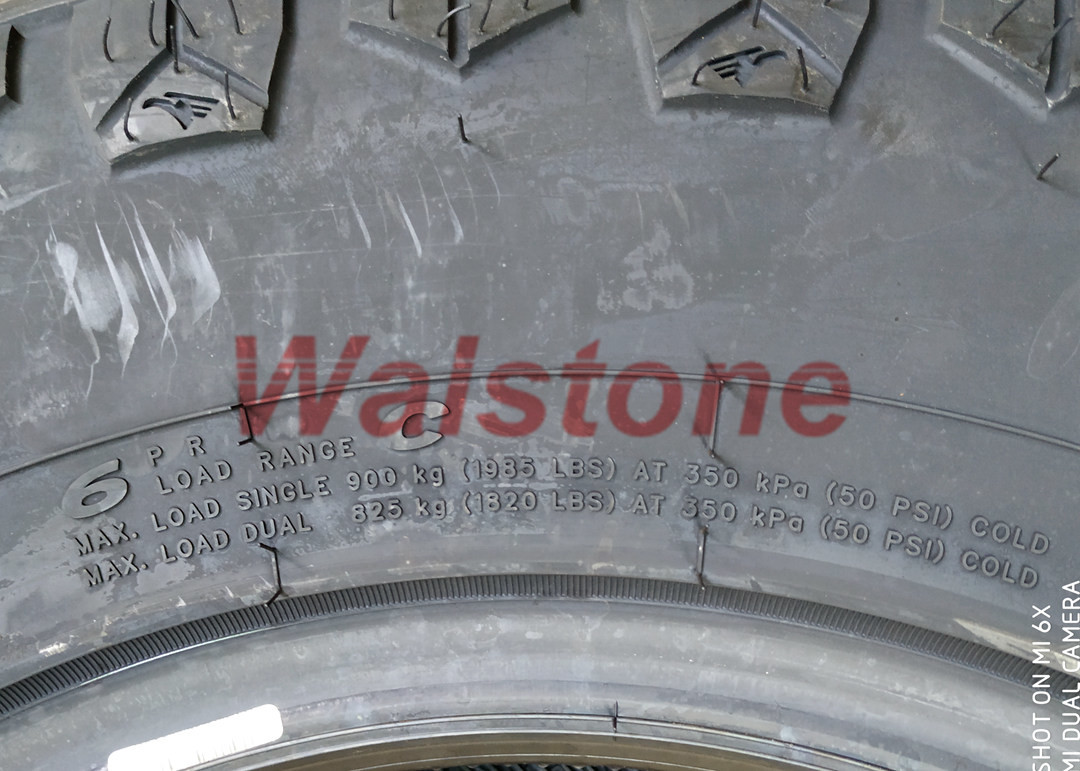 Walstone
6 PR
LOAD RANGE C
MAX. LOAD SINGLE 900 kg (1985 LBS) AT 350 kPa (50 PSI) COLD
MAX. LOAD DUAL 825 kg (1820 LBS) AT 350 kPa (50 PSI) COLD
SHOT ON MI 6X
MI DUAL CAMERA